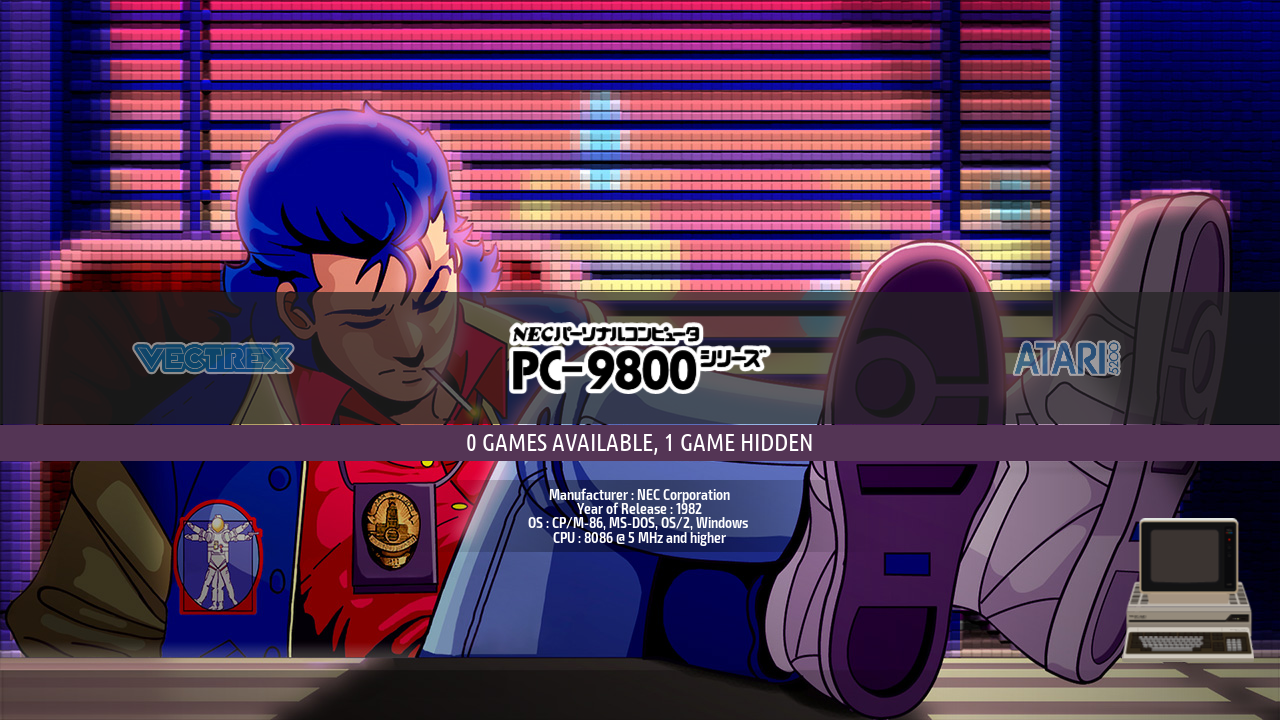 VECTREX
NECパーソナルコンピュータ
PC-9800シリーズ
ATARI 5200
0 GAMES AVAILABLE, 1 GAME HIDDEN
Manufacturer : NEC Corporation
Year of Release : 1982
OS : CP/M-86, MS-DOS, OS/2, Windows
CPU : 8086 @ 5 MHz and higher